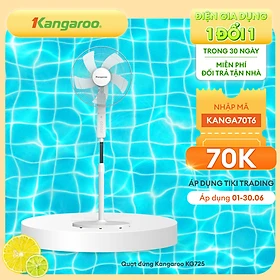 Kangaroo
ĐIỆN GIA DỤNG
1 ĐỔI 1
TRONG 30 NGÀY
MIỄN PHÍ
ĐỔI TRẢ TẬN NHÀ
NHẬP MÃ
KANGA70T6
70K
ÁP DỤNG TIKI TRADING
Áp dụng 01-30.06
Quạt đứng Kangaroo KG725